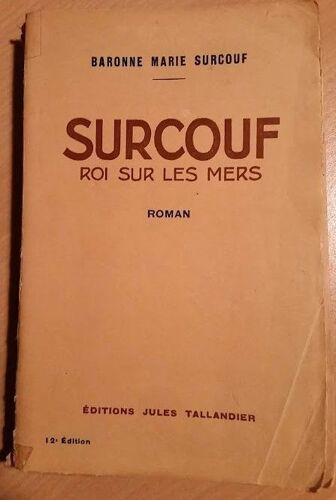 BARONNE MARIE SURCOUF
SURCOUF
ROI SUR LES MERS
ROMAN
ÉDITIONS JULES TALLANDIER
12e Édition